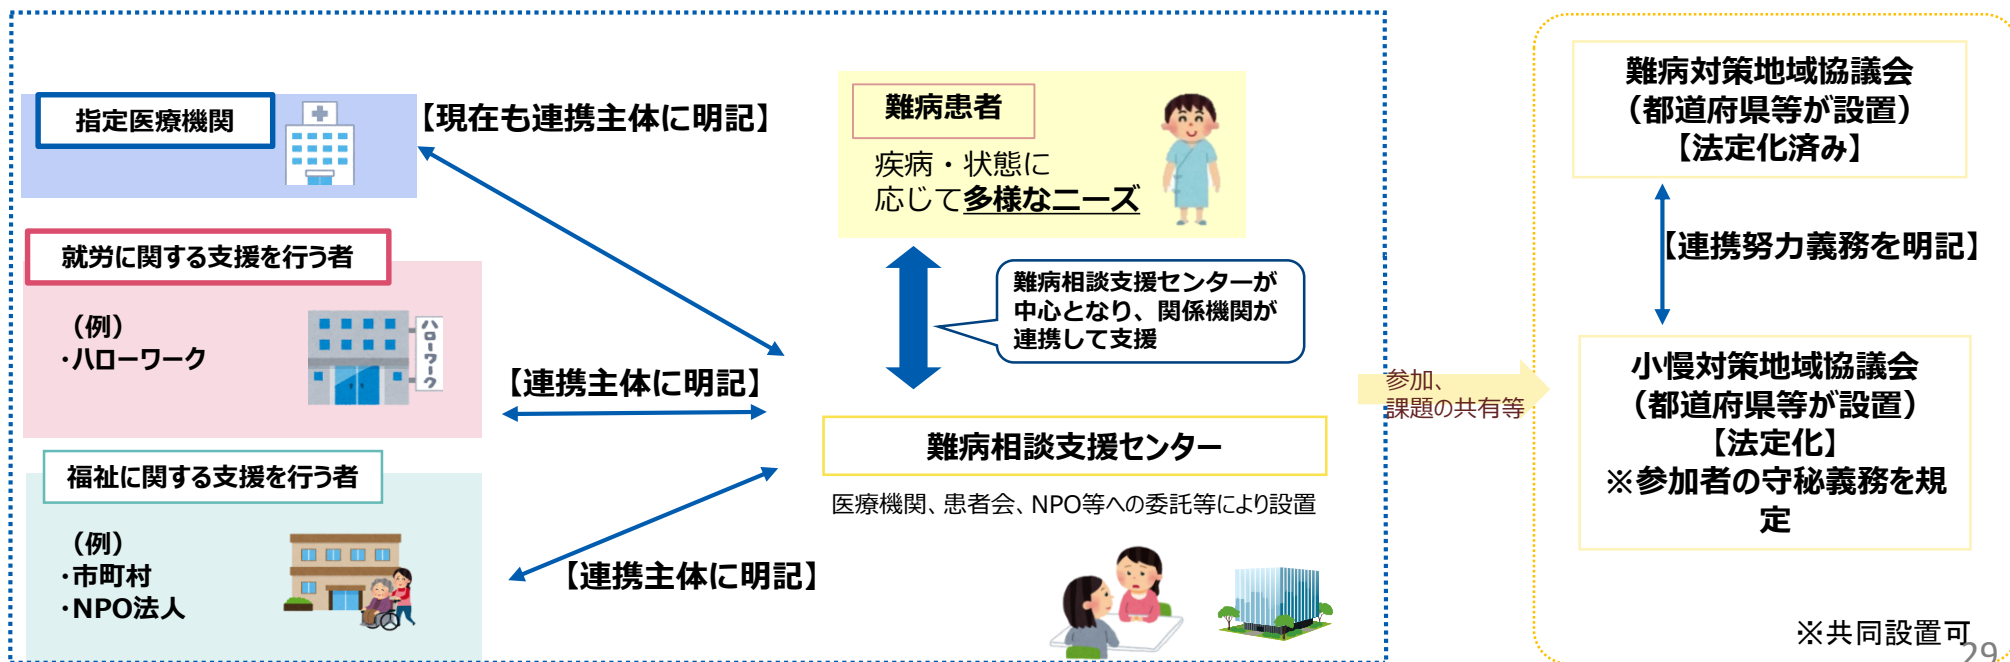 指定医療機関
【現在も連携主体に明記】
就労に関する支援を行う者
（例）
・ハローワーク
ハローワーク
【連携主体に明記】
福祉に関する支援を行う者
（例）
・市町村
・NPO法人
【連携主体に明記】
難病患者
疾病・状態に
応じて多様なニーズ
難病相談支援センターが
中心となり、関係機関が
連携して支援
難病相談支援センター
医療機関、患者会、NPO等への委託等により設置
参加、
課題の共有等
難病対策地域協議会
（都道府県等が設置）
【法定化済み】
【連携努力義務を明記】
小慢対策地域協議会
（都道府県等が設置）
【法定化】
※参加者の守秘義務を規
定
※共同設置可
29